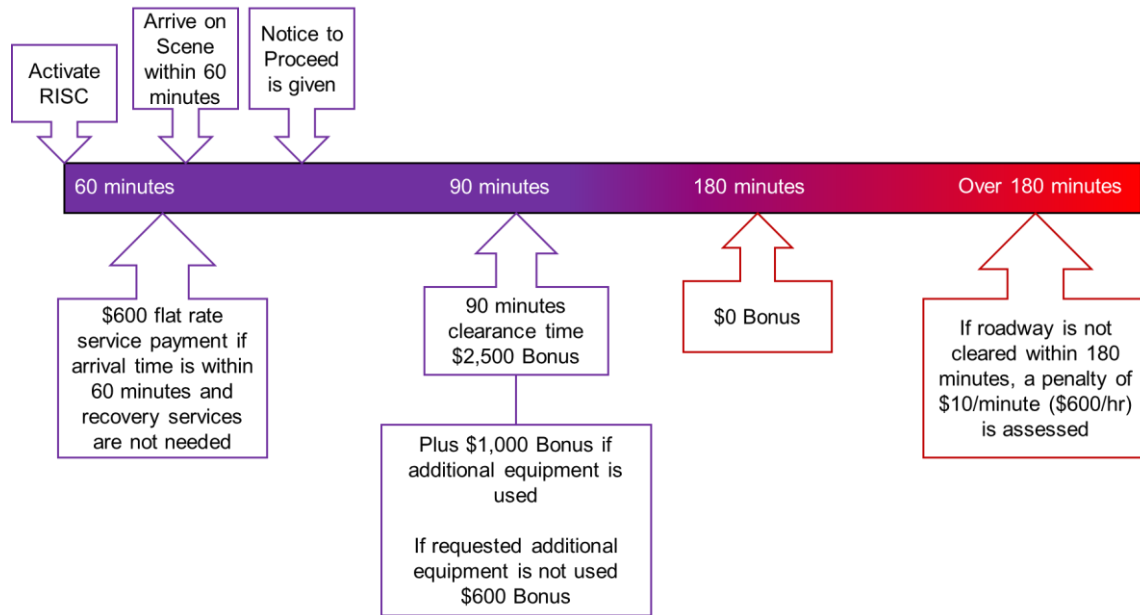 Activate
RISC
Arrive on
Scene
within 60
minutes
Notice to
Proceed
is given
60 minutes
90 minutes
180 minutes
Over 180 minutes
$600 flat rate
service payment if
arrival time is within
60 minutes and
recovery services
are not needed
90 minutes
clearance time
$2,500 Bonus
Plus $1,000 Bonus if
additional equipment is
used
If requested additional
equipment is not used
$600 Bonus
$0 Bonus
If roadway is not
cleared within 180
minutes, a penalty of
$10/minute ($600/hr)
is assessed